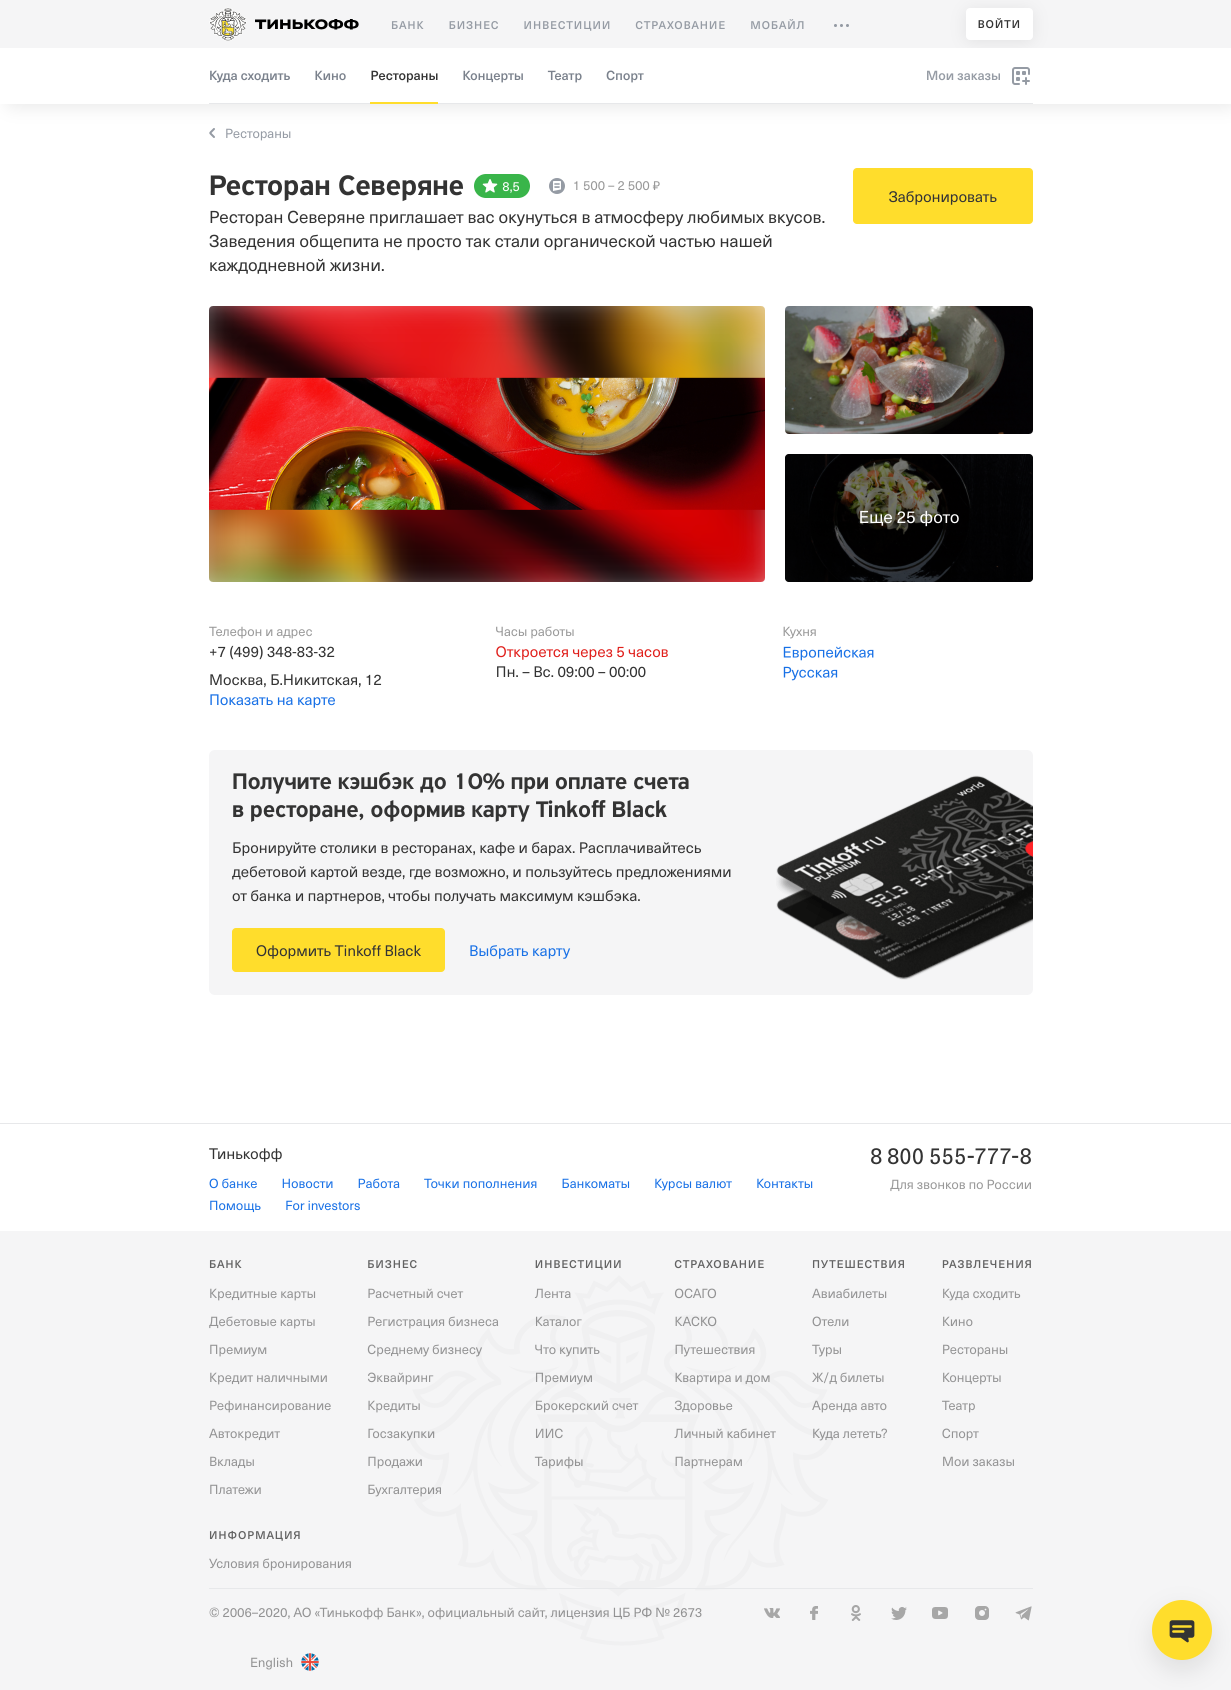 ТИНЬКОФФ
БАНК БИЗНЕС ИНВЕСТИЦИИ СТРАХОВАНИЕ МОБАЙЛ
ВОЙТИ
Куда сходить Кино Рестораны Концерты Театр Спорт
Мои заказы
Рестораны
Ресторан Северяне 8,5 1 500 – 2 500 ₽
Забронировать
Ресторан Северяне приглашает вас окунуться в атмосферу любимых вкусов.
Заведения общепита не просто так стали органической частью нашей
каждодневной жизни.
Еще 25 фото
Телефон и адрес
+7 (499) 348-83-32
Москва, Б.Никитская, 12
Показать на карте
Часы работы
Откроется через 5 часов
Пн. – Вс. 09:00 – 00:00
Кухня
Европейская
Русская
Получите кэшбэк до 10% при оплате счета
в ресторане, оформив карту Tinkoff Black
Бронируйте столики в ресторанах, кафе и барах. Расплачивайтесь
дебетовой картой везде, где возможно, и пользуйтесь предложениями
от банка и партнеров, чтобы получать максимум кэшбэка.
Оформить Tinkoff Black
Выбрать карту
world
Tinkoff.ru
PLATINUM
5213 2400 0000 0123
12/18
OLEG TINKOV
Тинькофф
О банке Новости Работа Точки пополнения Банкоматы Курсы валют Контакты
Помощь For investors
8 800 555-777-8
Для звонков по России
БАНК
Кредитные карты
Дебетовые карты
Премиум
Кредит наличными
Рефинансирование
Автокредит
Вклады
Платежи
БИЗНЕС
Расчетный счет
Регистрация бизнеса
Среднему бизнесу
Эквайринг
Кредиты
Госзакупки
Продажи
Бухгалтерия
ИНВЕСТИЦИИ
Лента
Каталог
Что купить
Премиум
Брокерский счет
ИИС
Тарифы
СТРАХОВАНИЕ
ОСАГО
КАСКО
Путешествия
Квартира и дом
Здоровье
Личный кабинет
Партнерам
ПУТЕШЕСТВИЯ
Авиабилеты
Отели
Туры
Ж/д билеты
Аренда авто
Куда лететь?
РАЗВЛЕЧЕНИЯ
Куда сходить
Кино
Рестораны
Концерты
Театр
Спорт
Мои заказы
ИНФОРМАЦИЯ
Условия бронирования
© 2006–2020, АО «Тинькофф Банк», официальный сайт, лицензия ЦБ РФ № 2673
English